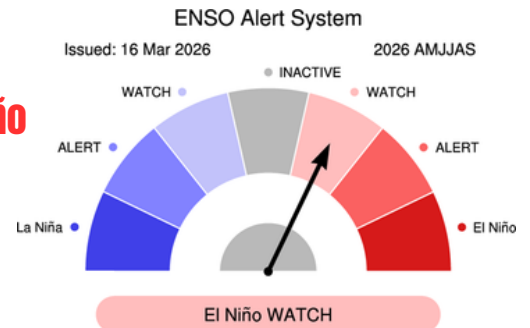 ENSO Alert System
Issued: 16 Mar 2026
2026 AMJJAS
INACTIVE
WATCH
WATCH
ALERT
ALERT
La Niña
El Niño
El Niño WATCH